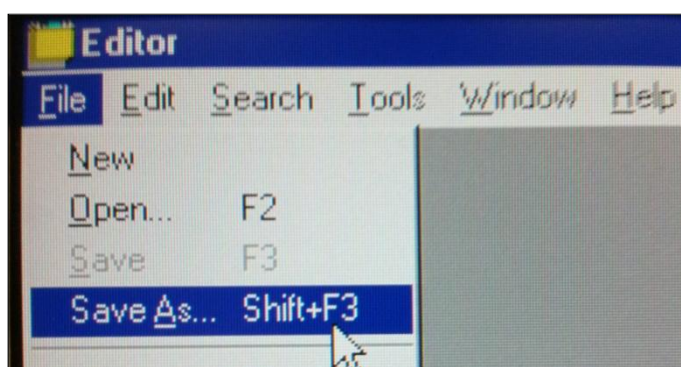 Editor
File Edit Search Tools Window Help
New
Open... F2
Save F3
Save As... Shift+F3